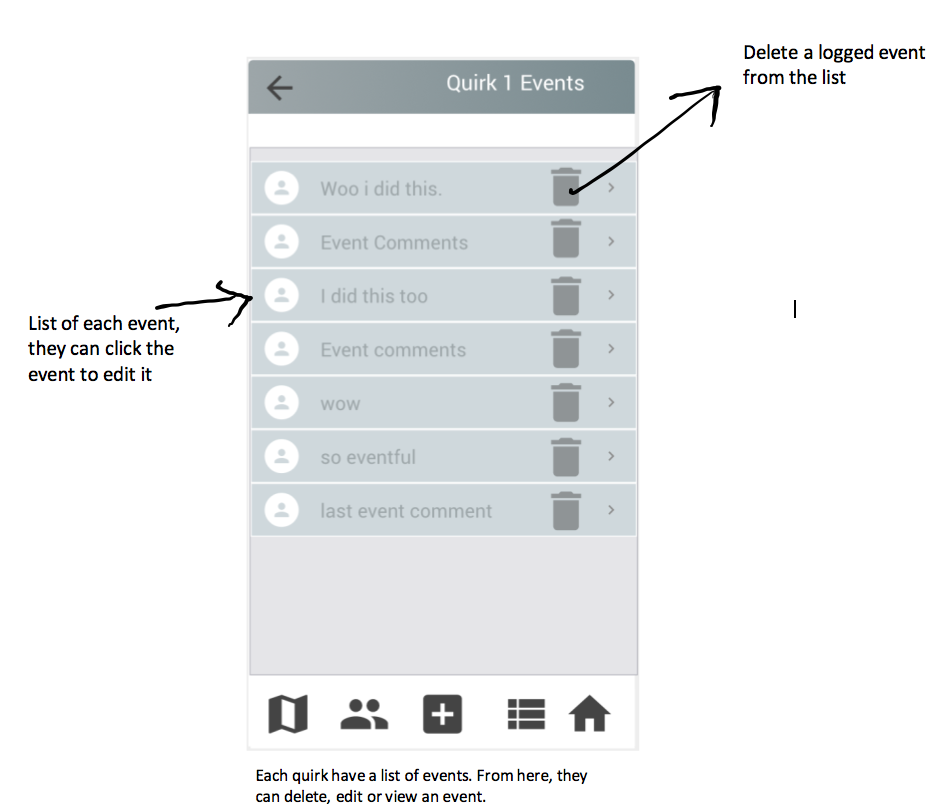 Delete a logged event
from the list
Quirk 1 Events
Woo i did this.
Event Comments
I did this too
Event comments
wow
so eventful
last event comment
List of each event,
they can click the
event to edit it
Each quirk have a list of events. From here, they
can delete, edit or view an event.